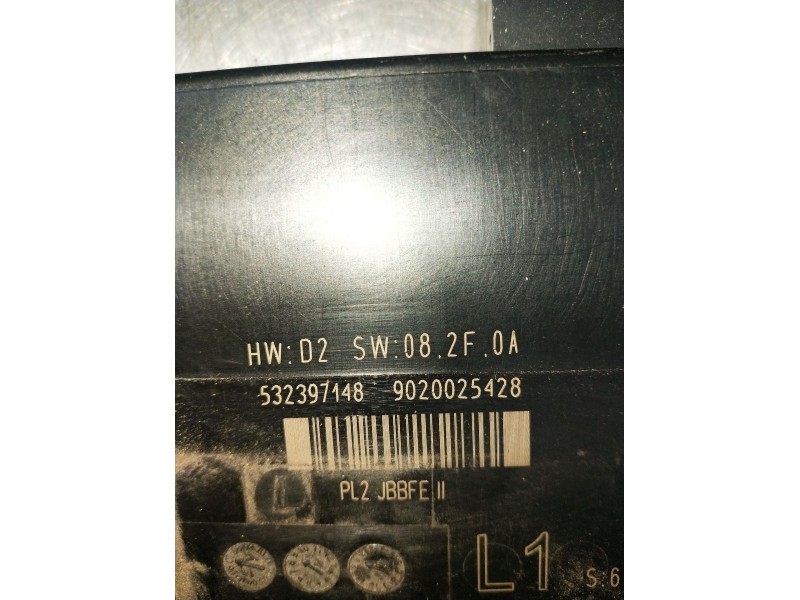 HW:D2 SW:08.2F.0A
532397148 9020025428
PL2 JBBFE II
L
L1 S:6